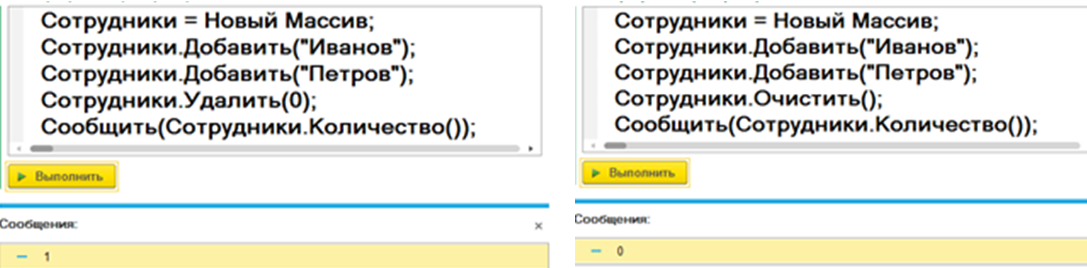 Сотрудники = Новый Массив;
Сотрудники.Добавить("Иванов");
Сотрудники.Добавить("Петров");
Сотрудники.Удалить(0);
Сообщить(Сотрудники.Количество());
Выполнить
Сообщения:
1
Сотрудники = Новый Массив;
Сотрудники.Добавить("Иванов");
Сотрудники.Добавить("Петров");
Сотрудники.Очистить();
Сообщить(Сотрудники.Количество());
Выполнить
Сообщения:
0